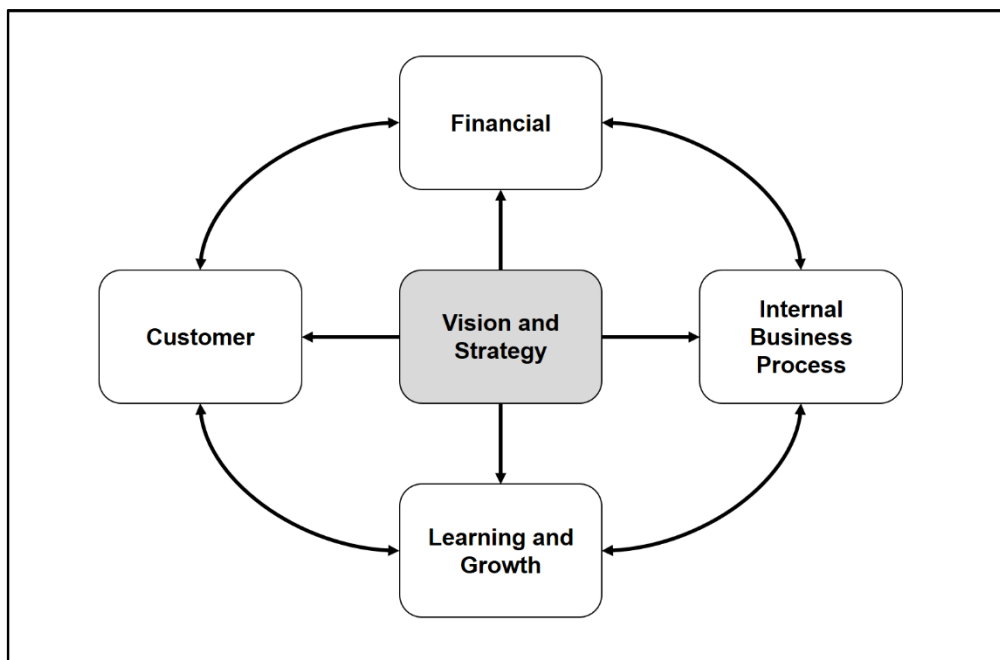 Financial
Customer
Vision and
Strategy
Internal
Business
Process
Learning and
Growth